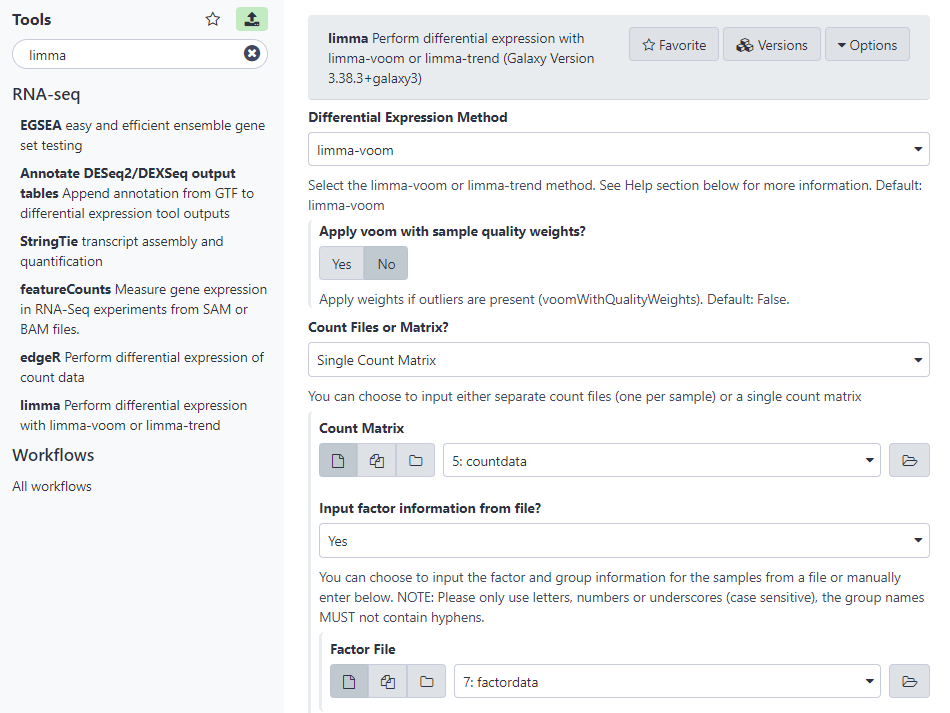 Tools
limma
RNA-seq
EGSEA easy and efficient ensemble gene
set testing
Annotate DESeq2/DEXSeq output
tables Append annotation from GTF to
differential expression tool outputs
StringTie transcript assembly and
quantification
featureCounts Measure gene expression
in RNA-Seq experiments from SAM or
BAM files.
edgeR Perform differential expression of
count data
limma Perform differential expression
with limma-voom or limma-trend
Workflows
All workflows
limma Perform differential expression with
limma-voom or limma-trend (Galaxy Version
3.38.3+galaxy3)
Favorite
Versions
Options
Differential Expression Method
limma-voom
Select the limma-voom or limma-trend method. See Help section below for more information. Default:
limma-voom
Apply voom with sample quality weights?
Yes No
Apply weights if outliers are present (voomWithQualityWeights). Default: False.
Count Files or Matrix?
Single Count Matrix
You can choose to input either separate count files (one per sample) or a single count matrix
Count Matrix
5: countdata
Input factor information from file?
Yes
You can choose to input the factor and group information for the samples from a file or manually
enter below. NOTE: Please only use letters, numbers or underscores (case sensitive), the group names
MUST not contain hyphens.
Factor File
7: factordata